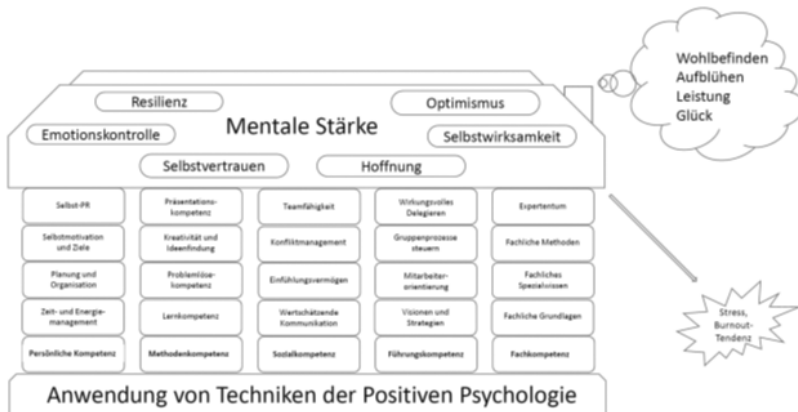 Wohlbefinden
Aufblühen
Leistung
Glück
Resilienz
Optimismus
Mentale Stärke
Emotionskontrolle
Selbstwirksamkeit
Selbstvertrauen
Hoffnung
Selbst-PR
Präsentations-
kompetenz
Teamfähigkeit
Wirkungsvolles
Delegieren
Expertentum
Selbstmotivation
und Ziele
Kreativität und
Ideenfindung
Konfliktmanagement
Gruppenprozesse
steuern
Fachliche Methoden
Planung und
Organisation
Problemlöse-
kompetenz
Einfühlungsvermögen
Mitarbeiter-
orientierung
Fachliches
Spezialwissen
Zeit- und Energie-
management
Lernkompetenz
Wertschätzende
Kommunikation
Visionen und
Strategien
Fachliche Grundlagen
Persönliche Kompetenz
Methodenkompetenz
Sozialkompetenz
Führungskompetenz
Fachkompetenz
Stress,
Burnout-
Tendenz
Anwendung von Techniken der Positiven Psychologie